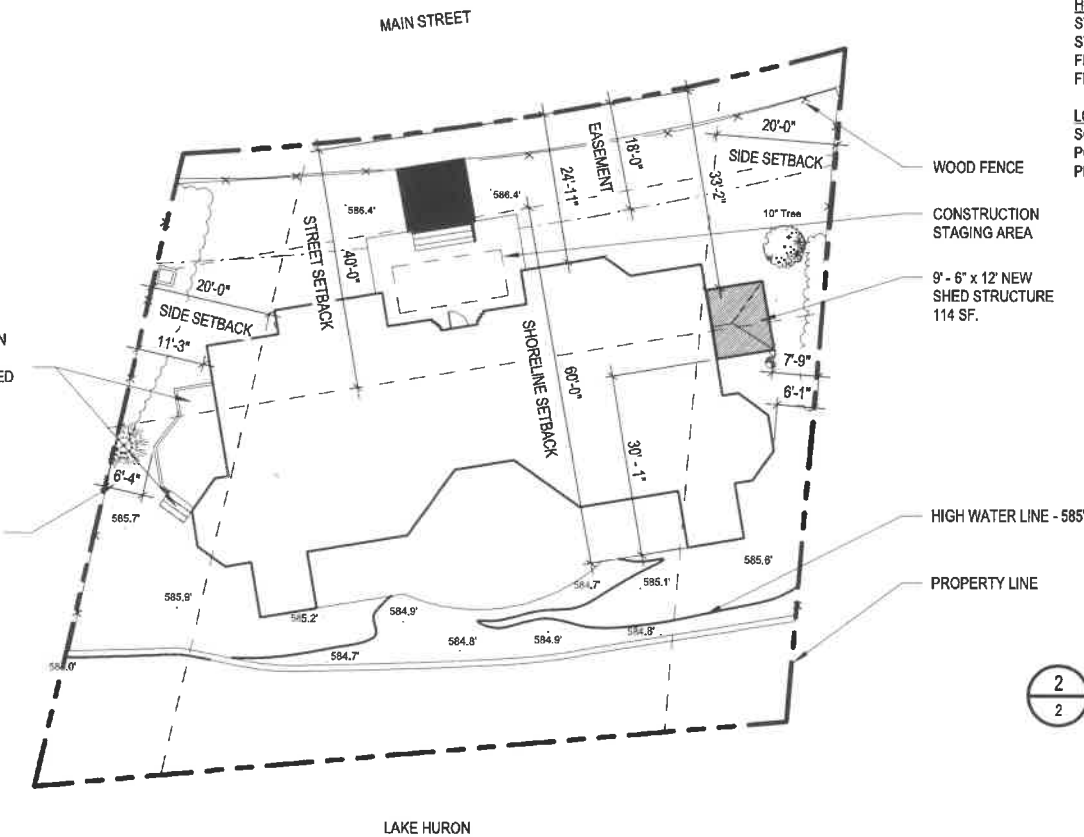 MAIN STREET
EASEMENT
18'-0"
24'-11"
33'-2"
20'-0"
SIDE SETBACK
WOOD FENCE
586.4'
586.4'
10" Tree
CONSTRUCTION
STAGING AREA
STREET SETBACK
40'-0"
20'-0"
SIDE SETBACK
11'-3"
9' - 6" x 12' NEW
SHED STRUCTURE
114 SF.
SHORELINE SETBACK
60'-0"
30' - 1"
7'-9"
6'-1"
6'-4"
585.7'
HIGH WATER LINE - 585'
585.6'
584.7'
585.1'
PROPERTY LINE
585.9'
585.2'
584.9'
584.8'
584.9'
584.8'
584.7'
2
2
LAKE HURON